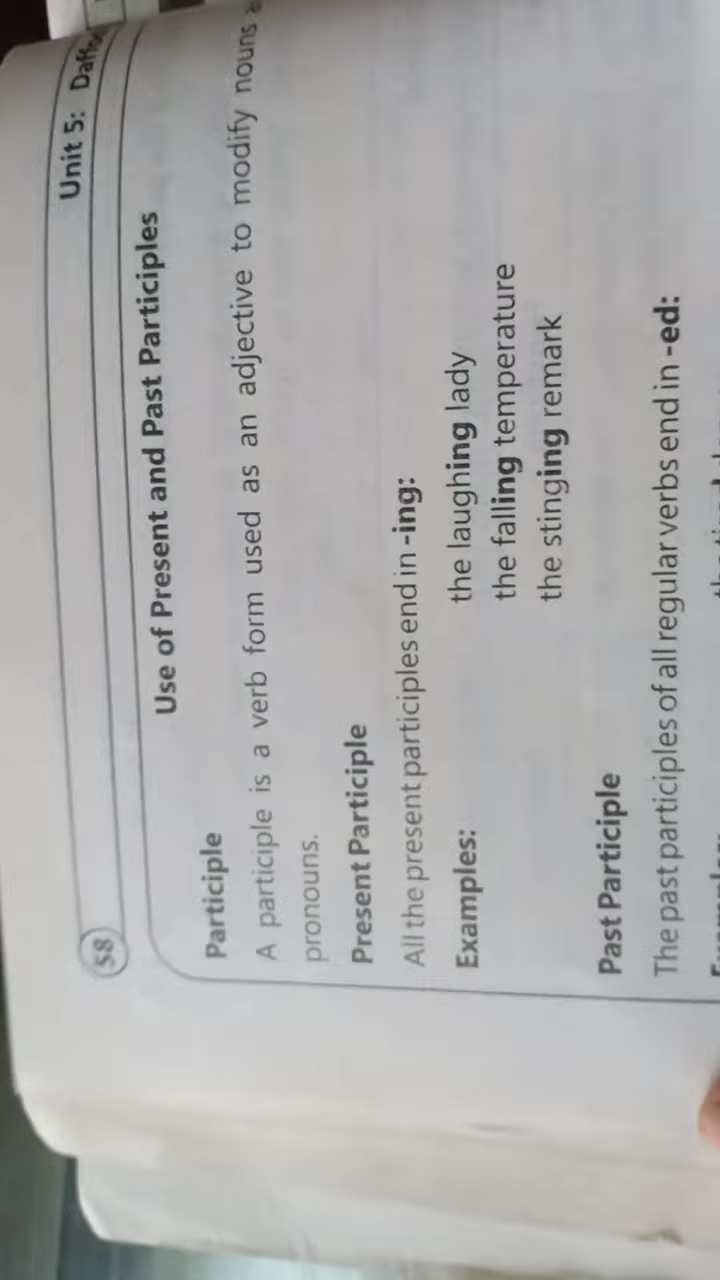 58
Unit 5:
Use of Present and Past Participles
Participle
A participle is a verb form used as an adjective to modify nouns
pronouns.
Present Participle
All the present participles end in -ing:
Examples: the laughing lady
the falling temperature
the stinging remark
Past Participle
The past participles of all regular verbs end in -ed: